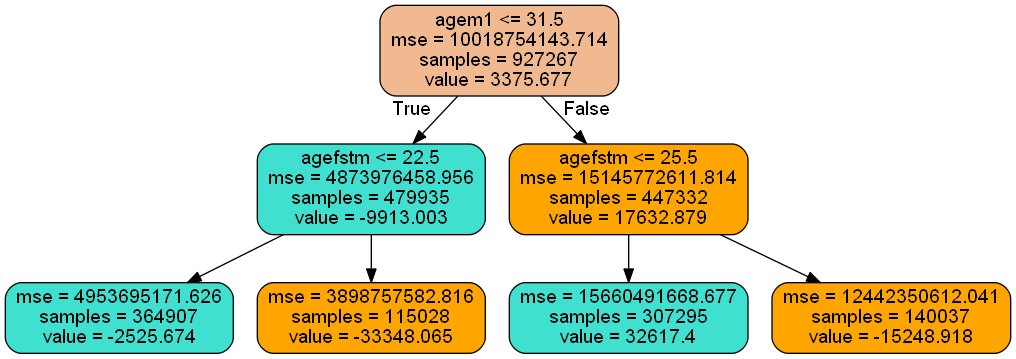 agem1 <= 31.5
mse = 10018754143.714
samples = 927267
value = 3375.677
True
False
agefstm <= 22.5
mse = 4873976458.956
samples = 479935
value = -9913.003
agefstm <= 25.5
mse = 15145772611.814
samples = 447332
value = 17632.879
mse = 4953695171.626
samples = 364907
value = -2525.674
mse = 3898757582.816
samples = 115028
value = -33348.065
mse = 15660491668.677
samples = 307295
value = 32617.4
mse = 12442350612.041
samples = 140037
value = -15248.918